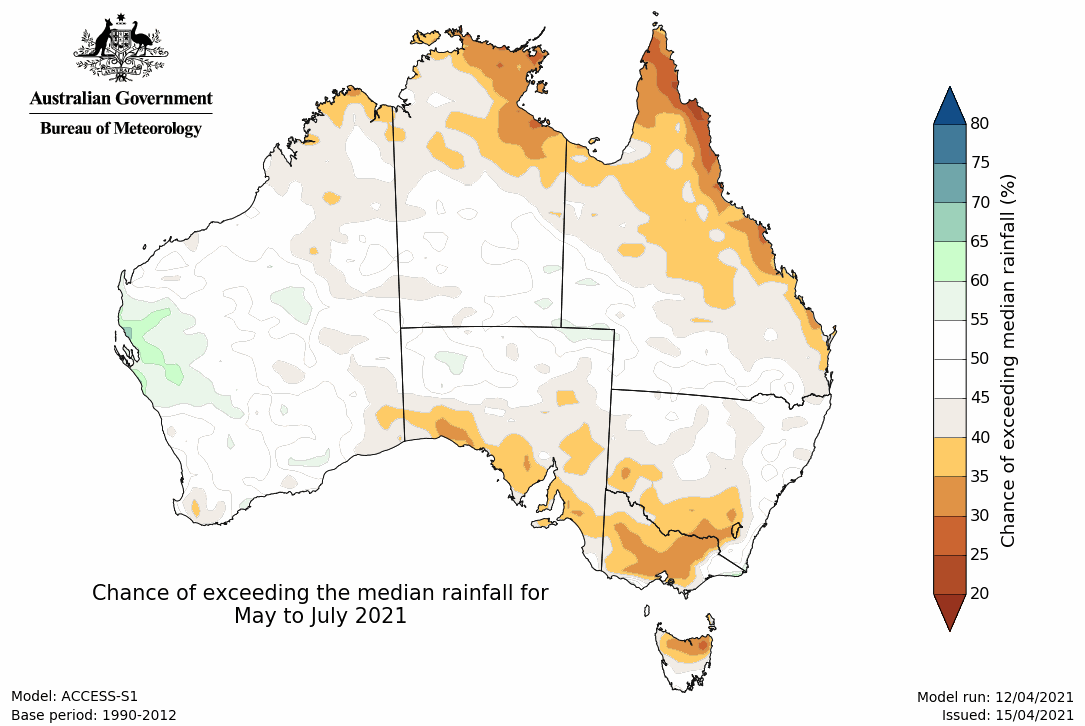 AUSTRALIA
Australian Government
Bureau of Meteorology
80
75
70
65
60
55
50
45
40
35
30
25
20
Chance of exceeding median rainfall (%)
Chance of exceeding the median rainfall for
May to July 2021
Model: ACCESS-S1
Base period: 1990-2012
Model run: 12/04/2021
Issued: 15/04/2021